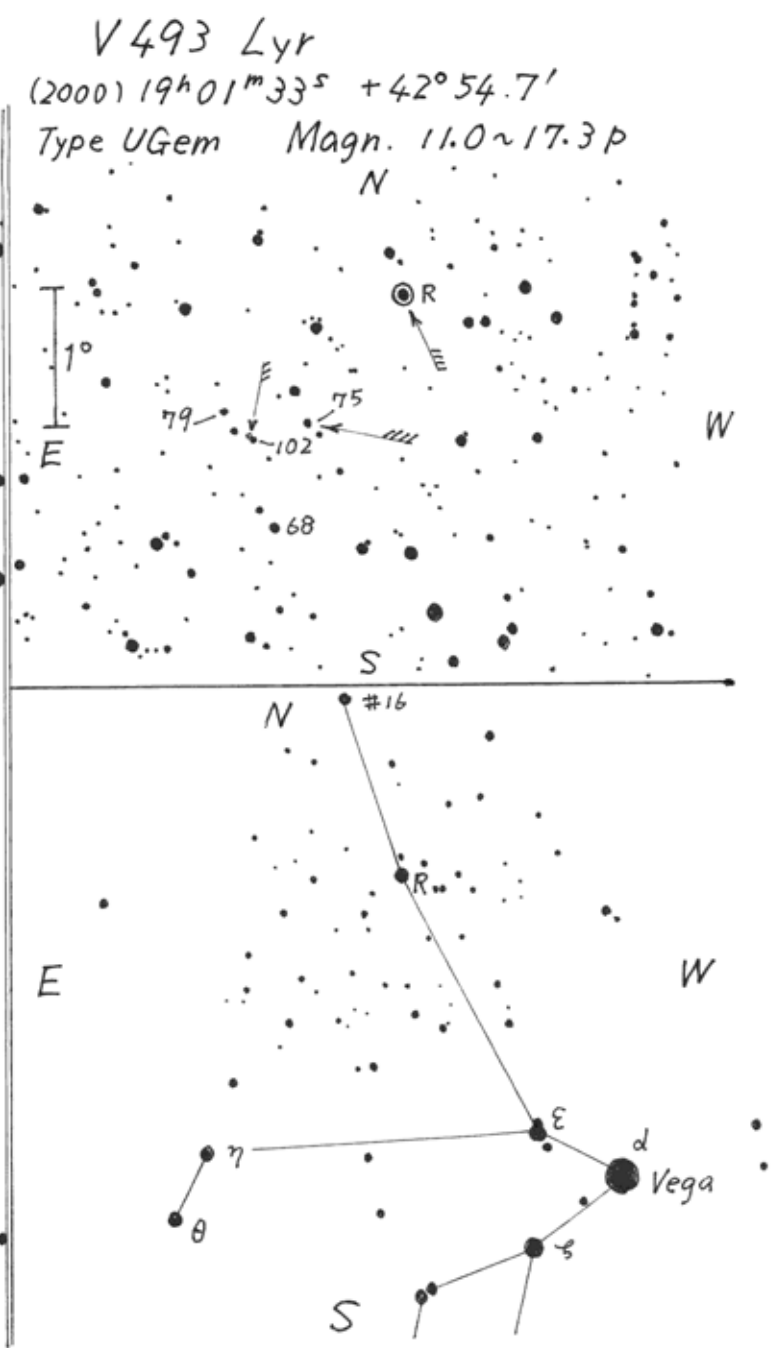 V493 Lyr
(2000) 19ʰ01ᵐ33ˢ +42°54.7′
Type UGem Magn. 11.0~17.3p
N
R
1°
75
79
W
E
102
68
S
#16
N
R
E
W
ε
α
η
Vega
θ
ζ
S